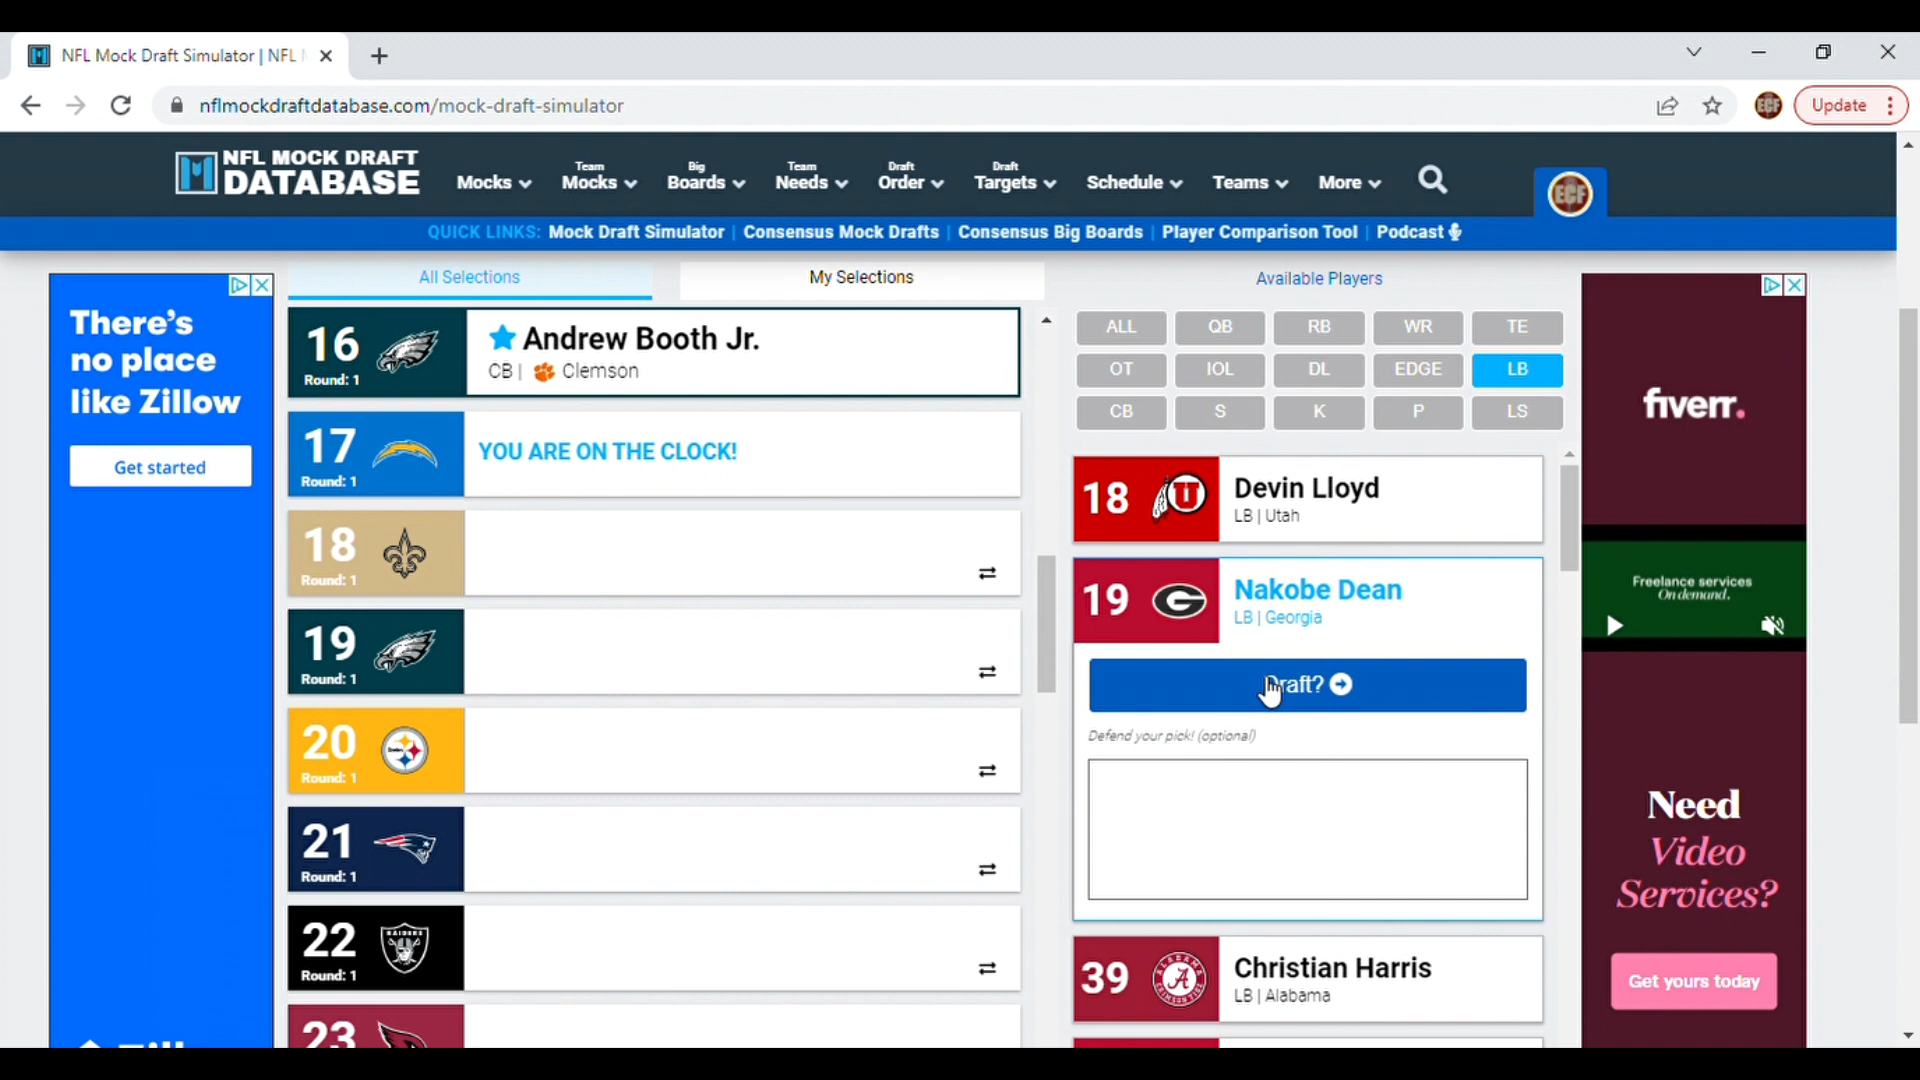 NFL Mock Draft Simulator | NFL M
nflmockdraftdatabase.com/mock-draft-simulator
ECF
Update
NFL MOCK DRAFT
DATABASE
Mocks
Team
Mocks
Big
Boards
Team
Needs
Draft
Order
Draft
Targets
Schedule
Teams
More
ECF
QUICK LINKS: Mock Draft Simulator | Consensus Mock Drafts | Consensus Big Boards | Player Comparison Tool | Podcast
There's
no place
like Zillow
Get started
All Selections
My Selections
16
Round: 1
Andrew Booth Jr.
CB | Clemson
17
Round: 1
YOU ARE ON THE CLOCK!
18
Round: 1
19
Round: 1
20
Round: 1
Steelers
21
Round: 1
22
Round: 1
RAIDERS
23
Available Players
ALL QB RB WR TE
OT IOL DL EDGE LB
CB S K P LS
18
U
Devin Lloyd
LB | Utah
19
G
Nakobe Dean
LB | Georgia
Draft?
Defend your pick! (optional)
39
A
Christian Harris
LB | Alabama
fiverr.
Freelance services
On demand.
Need
Video
Services?
Get yours today